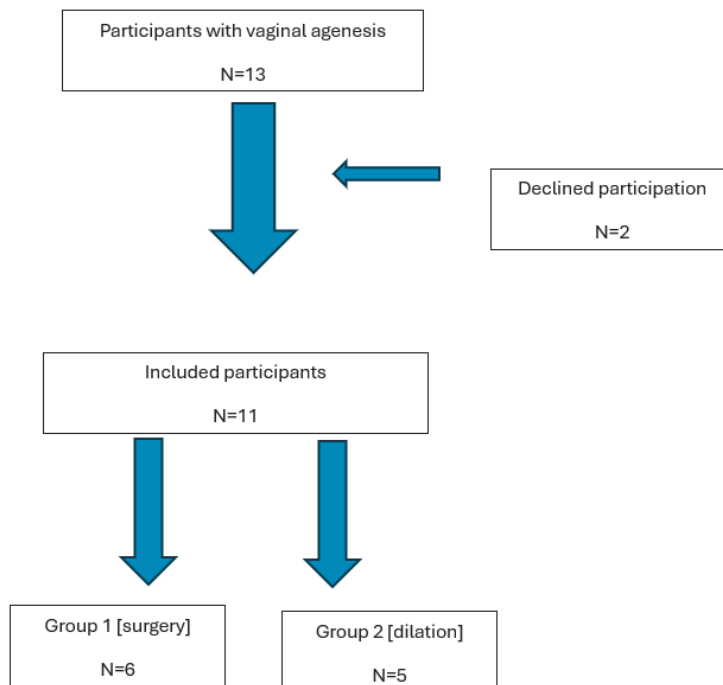 Participants with vaginal agenesis
N=13
Declined participation
N=2
Included participants
N=11
Group 1 [surgery]
N=6
Group 2 [dilation]
N=5